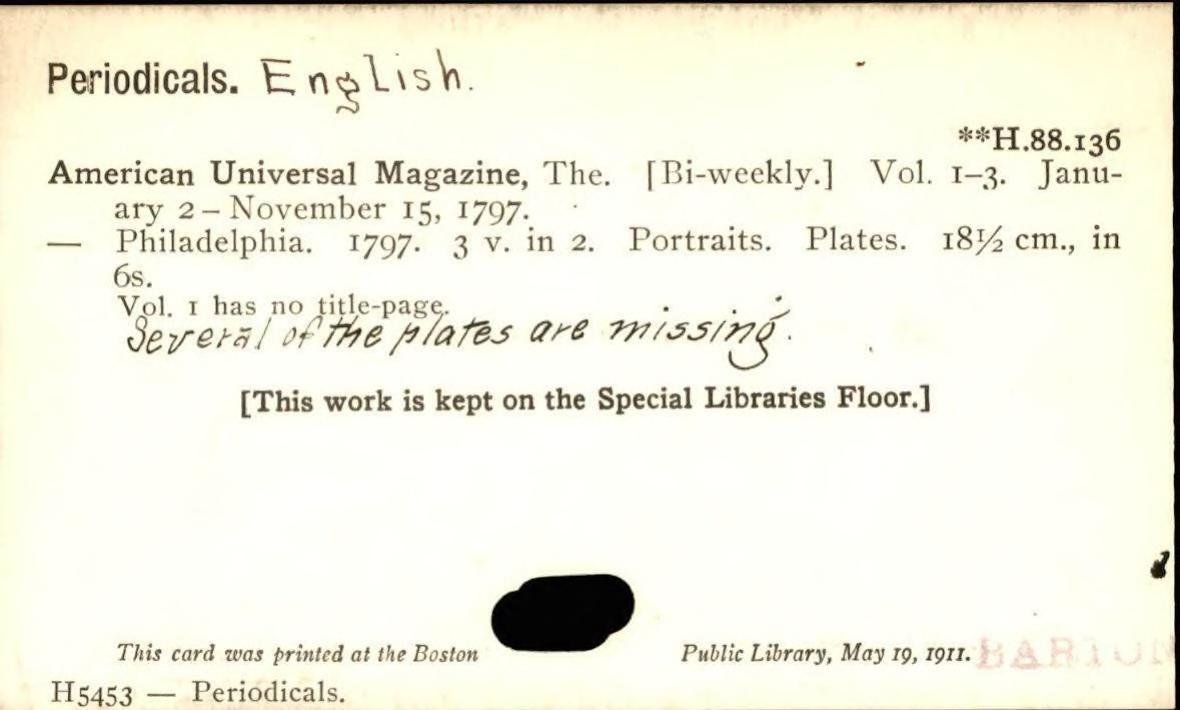 Periodicals. English.
**H.88.136
American Universal Magazine, The. [Bi-weekly.] Vol. 1–3. Janu-
ary 2 – November 15, 1797.
— Philadelphia. 1797. 3 v. in 2. Portraits. Plates. 18½ cm., in
6s.
Vol. 1 has no title-page.
Several of the plates are missing.
[This work is kept on the Special Libraries Floor.]
This card was printed at the Boston Public Library, May 19, 1911.
H5453 — Periodicals.